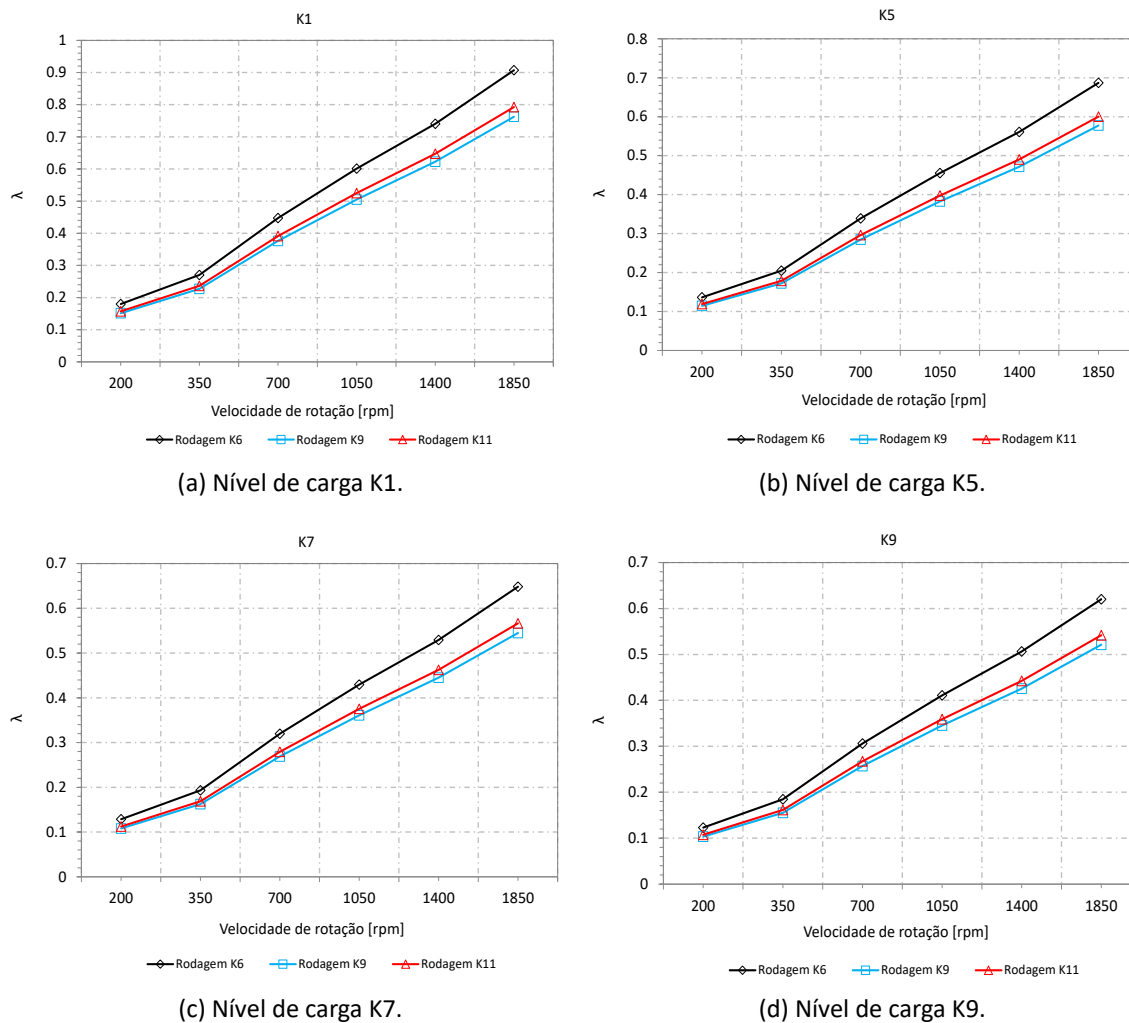 K1
1
0.9
0.8
0.7
0.6
0.5
0.4
0.3
0.2
0.1
0
λ
200 350 700 1050 1400 1850
Velocidade de rotação [rpm]
Rodagem K6 Rodagem K9 Rodagem K11
(a) Nível de carga K1.
K5
0.8
0.7
0.6
0.5
0.4
0.3
0.2
0.1
0
λ
200 350 700 1050 1400 1850
Velocidade de rotação [rpm]
Rodagem K6 Rodagem K9 Rodagem K11
(b) Nível de carga K5.
K7
0.7
0.6
0.5
0.4
0.3
0.2
0.1
0
λ
200 350 700 1050 1400 1850
Velocidade de rotação [rpm]
Rodagem K6 Rodagem K9 Rodagem K11
(c) Nível de carga K7.
K9
0.7
0.6
0.5
0.4
0.3
0.2
0.1
0
λ
200 350 700 1050 1400 1850
Velocidade de rotação [rpm]
Rodagem K6 Rodagem K9 Rodagem K11
(d) Nível de carga K9.